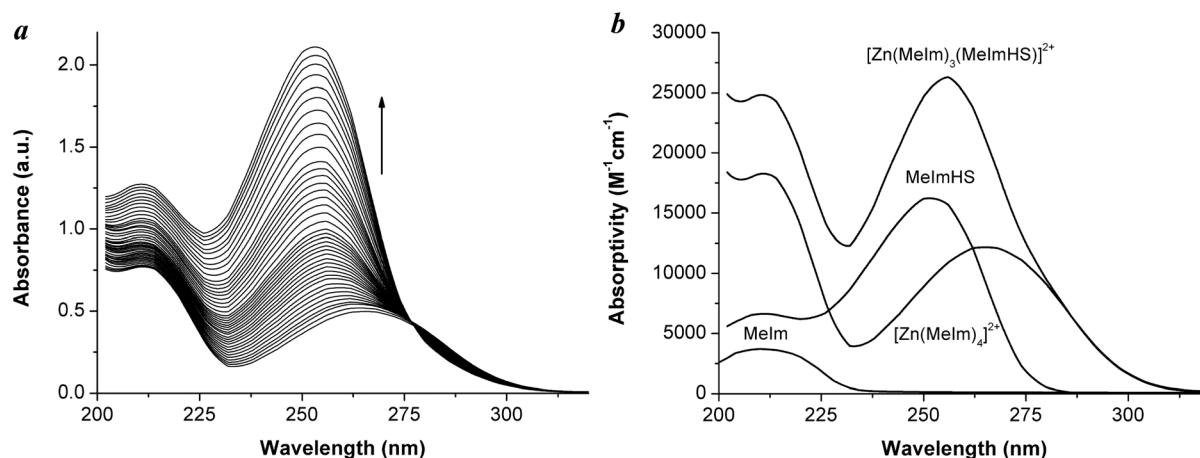 a
2.0
1.5
1.0
0.5
0.0
Absorbance (a.u.)
200 225 250 275 300
Wavelength (nm)
b
30000
25000
20000
15000
10000
5000
0
Absorptivity (M⁻¹cm⁻¹)
[Zn(MeIm)₃(MeImHS)]²⁺
MeImHS
MeIm
[Zn(MeIm)₄]²⁺
200 225 250 275 300
Wavelength (nm)